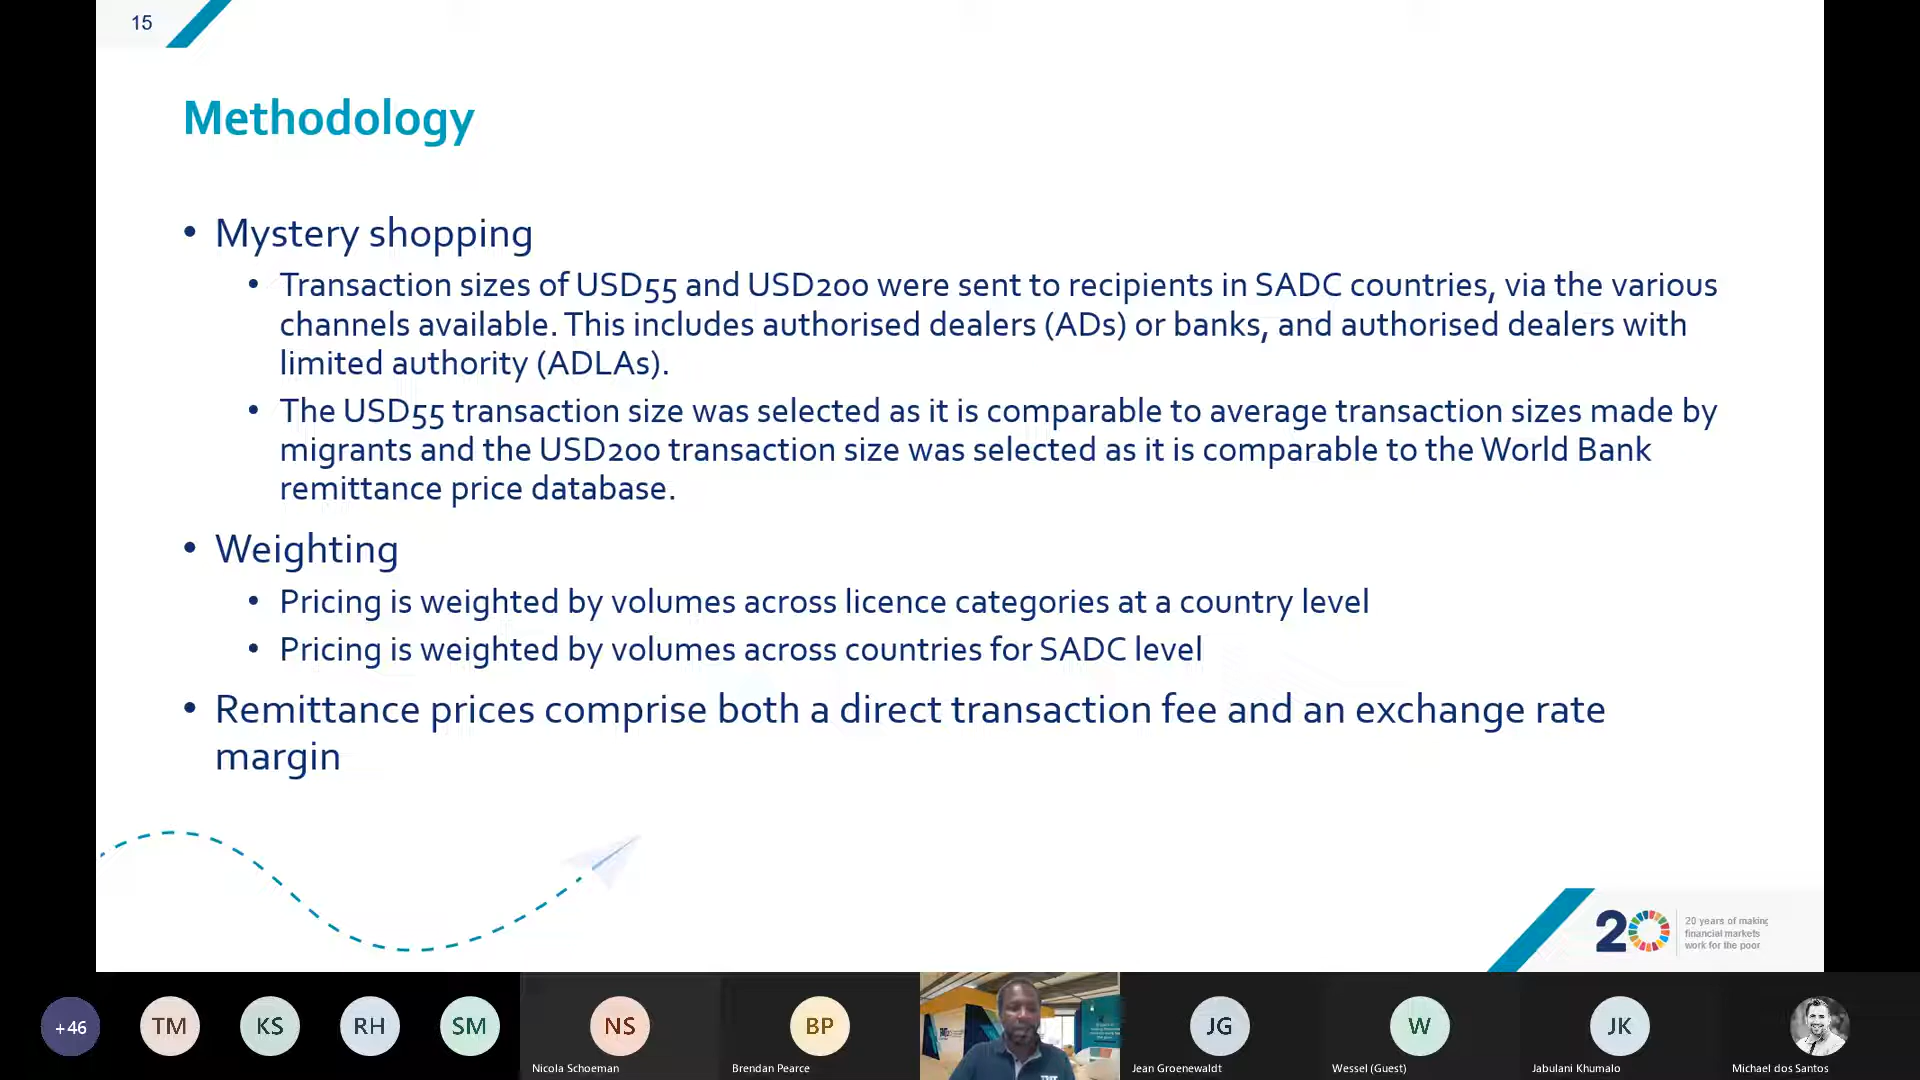 15
Methodology
• Mystery shopping
• Transaction sizes of USD55 and USD200 were sent to recipients in SADC countries, via the various
channels available. This includes authorised dealers (ADs) or banks, and authorised dealers with
limited authority (ADLAs).
• The USD55 transaction size was selected as it is comparable to average transaction sizes made by
migrants and the USD200 transaction size was selected as it is comparable to the World Bank
remittance price database.
• Weighting
• Pricing is weighted by volumes across licence categories at a country level
• Pricing is weighted by volumes across countries for SADC level
• Remittance prices comprise both a direct transaction fee and an exchange rate
margin
20
20 years of making
financial markets
work for the poor
+46
TM
KS
RH
SM
NS
BP
JG
W
JK
Nicola Schoeman
Brendan Pearce
Jean Groenewaldt
Wessel (Guest)
Jabulani Khumalo
Michael dos Santos